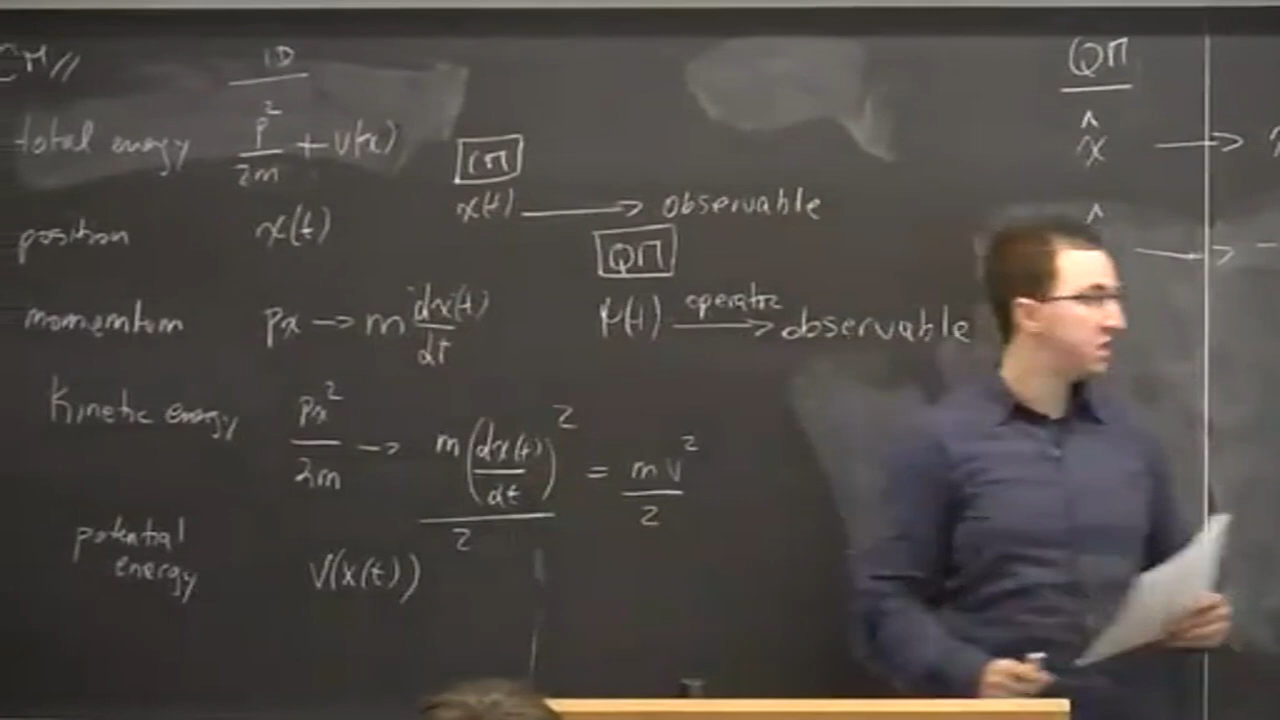 CM // 1D
total energy p²/2m + V(x)
position x(t)
momemtom px → m dx(t)/dt
Kinetic energy px²/2m → m(dx(t)/dt)²/2 = mv²/2
potential energy V(x(t))
CM
x(t) → observable
QM
Ψ(t) operator → observable
QM
x̂ →
^ →